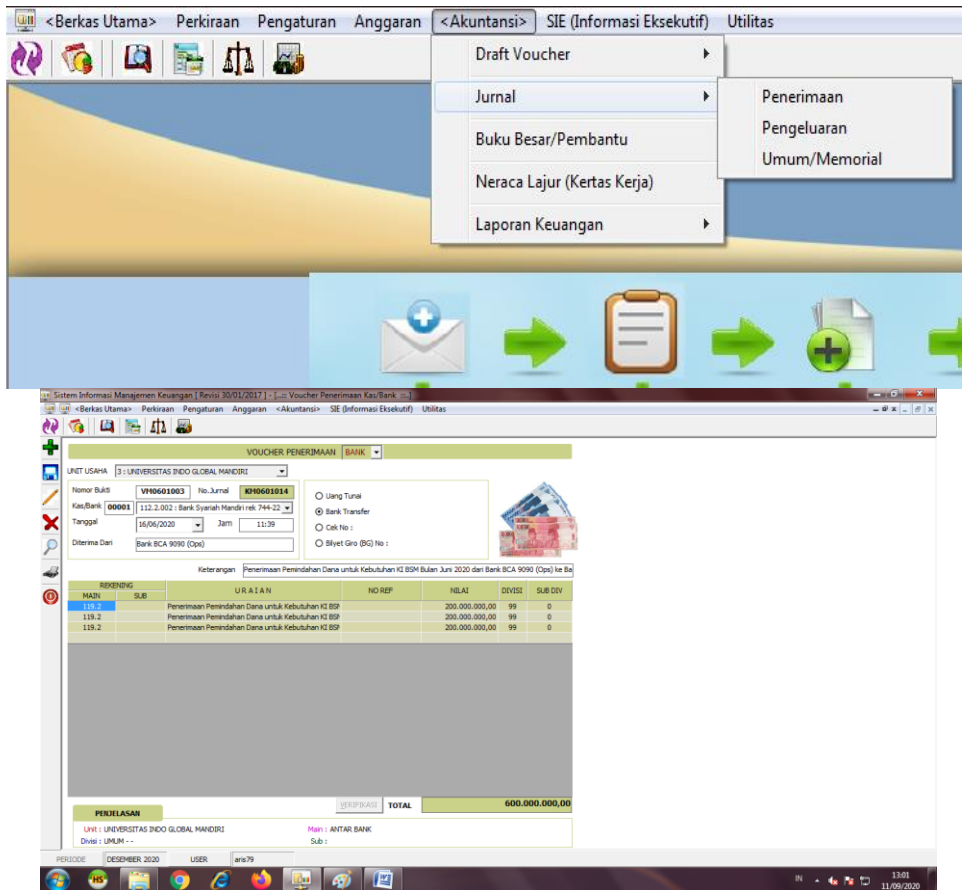 <Berkas Utama> Perkiraan Pengaturan Anggaran <Akuntansi> SIE (Informasi Eksekutif) Utilitas
Draft Voucher
Jurnal
Penerimaan
Pengeluaran
Umum/Memorial
Buku Besar/Pembantu
Neraca Lajur (Kertas Kerja)
Laporan Keuangan
Sistem Informasi Manajemen Keuangan [ Revisi 30/01/2017 ] - [..:: Voucher Penerimaan Kas/Bank ::..]
<Berkas Utama> Perkiraan Pengaturan Anggaran <Akuntansi> SIE (Informasi Eksekutif) Utilitas
VOUCHER PENERIMAAN BANK
UNIT USAHA 3 : UNIVERSITAS INDO GLOBAL MANDIRI
Nomor Bukti VM0601003 No.Jurnal KM0601014
Uang Tunai
Kas/Bank 00001 112.2.002 : Bank Syariah Mandiri rek 744-22
Bank Transfer
Tanggal 16/06/2020 Jam 11:39
Cek No :
Diterima Dari Bank BCA 9090 (Ops)
Bilyet Giro (BG) No :
Keterangan Penerimaan Pemindahan Dana untuk Kebutuhan KI BSM Bulan Juni 2020 dari Bank BCA 9090 (Ops) ke Ba
REKENING URAIAN NO REF NILAI DIVISI SUB DIV
MAIN SUB
119.2 Penerimaan Pemindahan Dana untuk Kebutuhan KI BSM 200.000.000,00 99 0
119.2 Penerimaan Pemindahan Dana untuk Kebutuhan KI BSM 200.000.000,00 99 0
119.2 Penerimaan Pemindahan Dana untuk Kebutuhan KI BSM 200.000.000,00 99 0
VERIFIKASI TOTAL 600.000.000,00
PENJELASAN
Unit : UNIVERSITAS INDO GLOBAL MANDIRI Main : ANTAR BANK
Divisi : UMUM - - Sub :
PERIODE DESEMBER 2020 USER aris79
HS
IN 13:01
11/09/2020